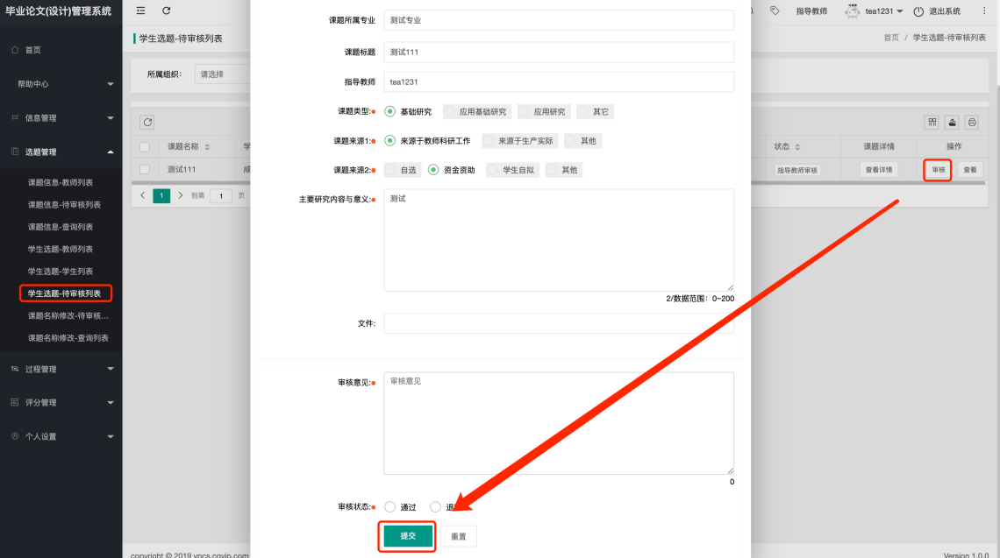 毕业论文(设计)管理系统
指导教师
tea1231
退出系统
首页
帮助中心
信息管理
选题管理
课题信息-教师列表
课题信息-待审核列表
课题信息-查询列表
学生选题-教师列表
学生选题-学生列表
学生选题-待审核列表
课题名称修改-待审核...
课题名称修改-查询列表
过程管理
评分管理
个人设置
学生选题-待审核列表
首页 / 学生选题-待审核列表
所属组织: 请选择
课题名称
状态 课题详情 操作
测试111
指导教师审核 查看详情 审核 查看
1 到第 1 页
课题所属专业 测试专业
课题标题 测试111
指导教师 tea1231
课题类型: 基础研究 应用基础研究 应用研究 其它
课题来源1: 来源于教师科研工作 来源于生产实际 其他
课题来源2: 自选 资金资助 学生自拟 其他
主要研究内容与意义: 测试
2/数据范围: 0~200
文件:
审核意见: 审核意见
0
审核状态: 通过
提交 重置
copyright © 2019 vpcs.cqvip.com
Version 1.0.0